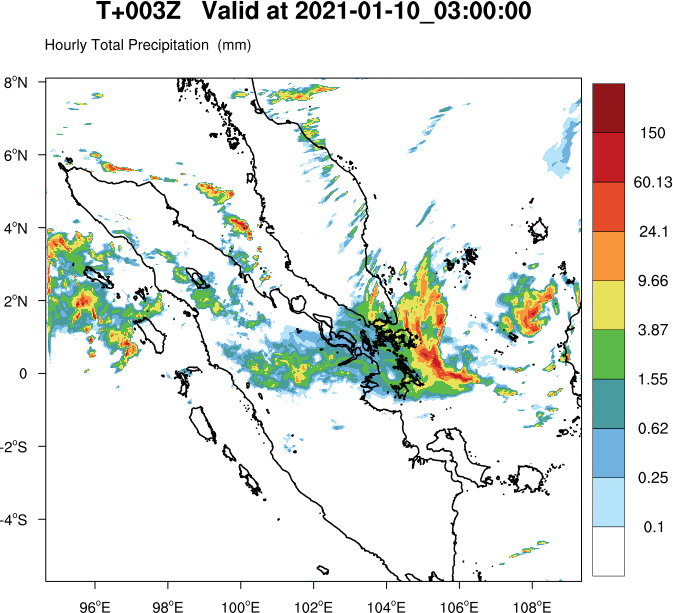 T+003Z Valid at 2021-01-10_03:00:00
Hourly Total Precipitation (mm)
8°N
6°N
4°N
2°N
0
-2°S
-4°S
96°E 98°E 100°E 102°E 104°E 106°E 108°E
150
60.13
24.1
9.66
3.87
1.55
0.62
0.25
0.1